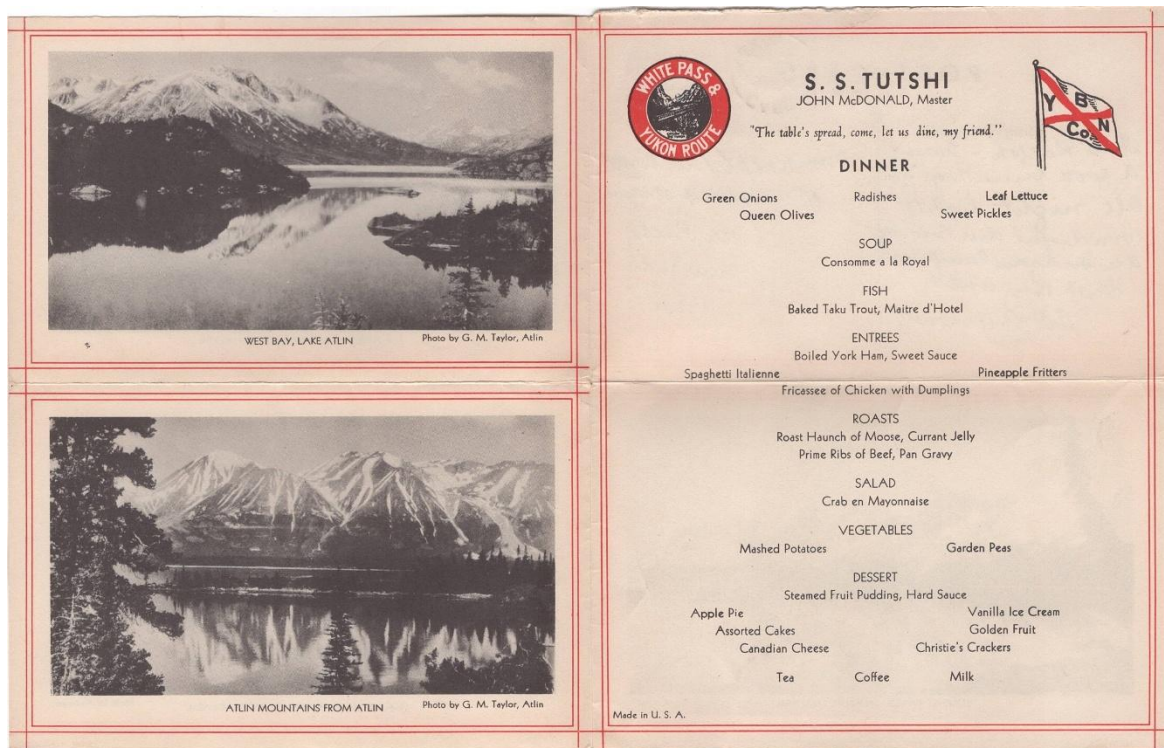 WEST BAY, LAKE ATLIN
Photo by G. M. Taylor, Atlin
ATLIN MOUNTAINS FROM ATLIN
Photo by G. M. Taylor, Atlin
WHITE PASS &
YUKON ROUTE
S. S. TUTSHI
JOHN McDONALD, Master
"The table's spread, come, let us dine, my friend."
Y B
N
Co.
DINNER
Green Onions Radishes Leaf Lettuce
Queen Olives Sweet Pickles
SOUP
Consomme a la Royal
FISH
Baked Taku Trout, Maitre d'Hotel
ENTREES
Boiled York Ham, Sweet Sauce
Spaghetti Italienne Pineapple Fritters
Fricassee of Chicken with Dumplings
ROASTS
Roast Haunch of Moose, Currant Jelly
Prime Ribs of Beef, Pan Gravy
SALAD
Crab en Mayonnaise
VEGETABLES
Mashed Potatoes Garden Peas
DESSERT
Steamed Fruit Pudding, Hard Sauce
Apple Pie Vanilla Ice Cream
Assorted Cakes Golden Fruit
Canadian Cheese Christie's Crackers
Tea Coffee Milk
Made in U. S. A.